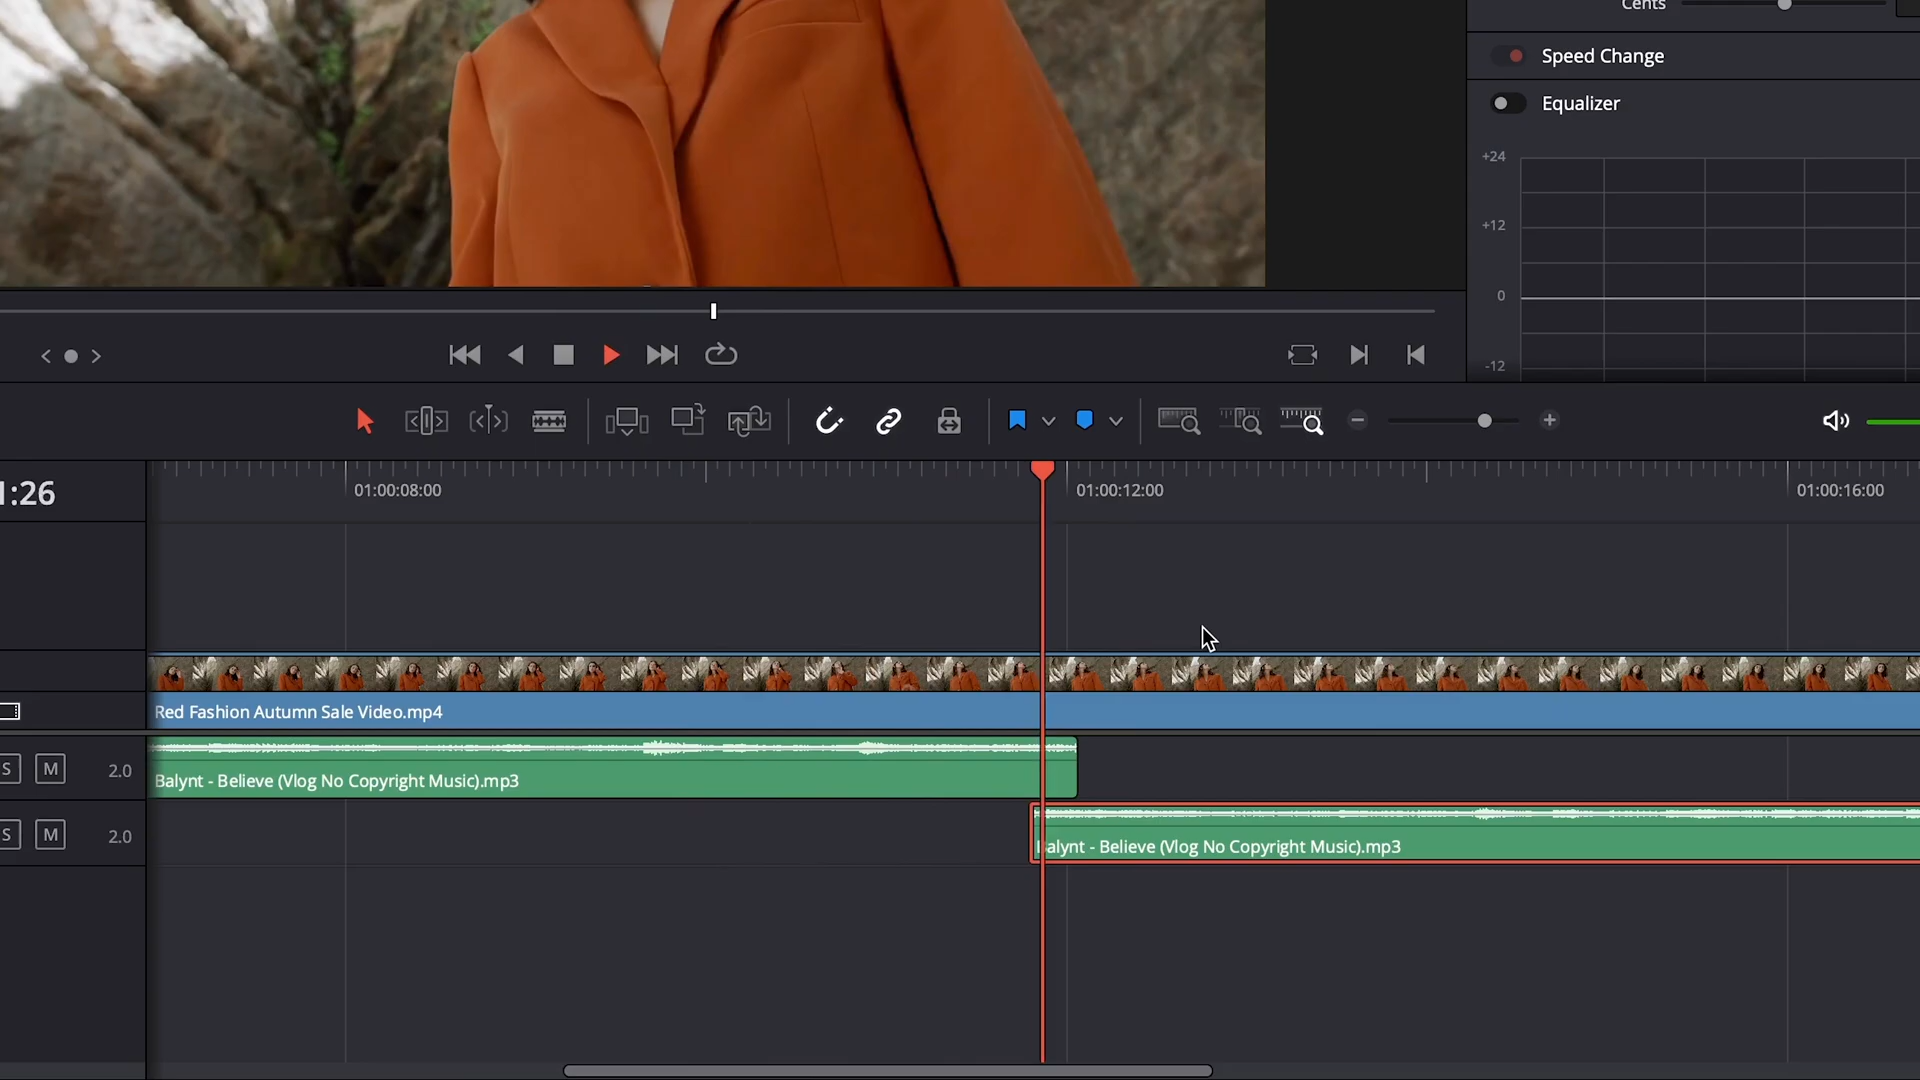 Cents
Speed Change
Equalizer
+24
+12
0
-12
1:26
01:00:08:00
01:00:12:00
01:00:16:00
Red Fashion Autumn Sale Video.mp4
S
M
2.0
Balynt - Believe (Vlog No Copyright Music).mp3
S
M
2.0
Balynt - Believe (Vlog No Copyright Music).mp3